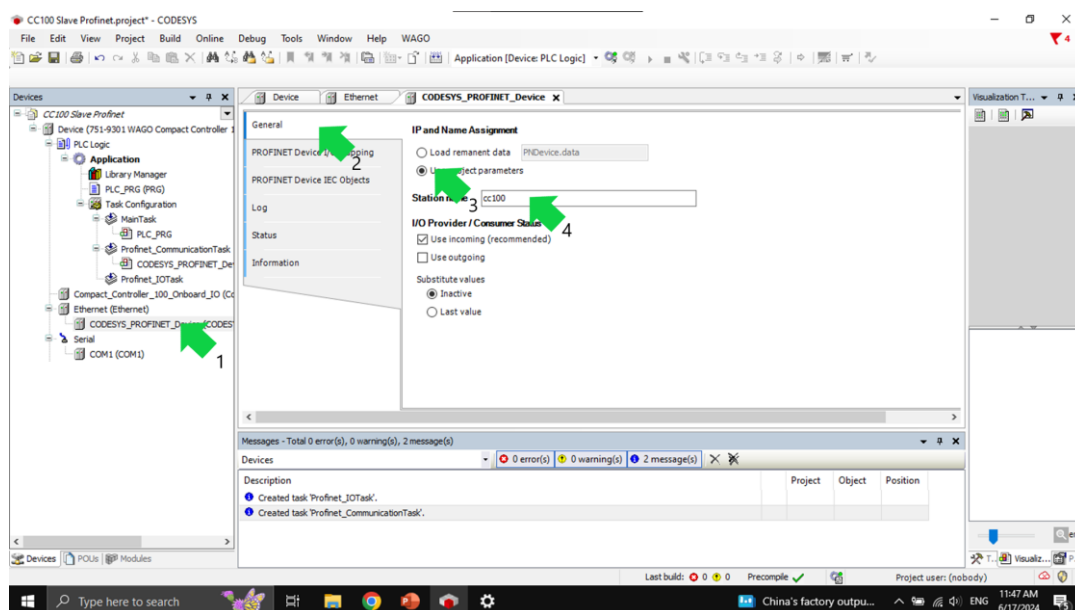 CC100 Slave Profinet.project* - CODESYS
File Edit View Project Build Online Debug Tools Window Help WAGO
4
Application [Device: PLC Logic]
Devices
CC100 Slave Profinet
Device (751-9301 WAGO Compact Controller 1
PLC Logic
Application
Library Manager
PLC_PRG (PRG)
Task Configuration
MainTask
PLC_PRG
Profinet_CommunicationTask
CODESYS_PROFINET_De
Profinet_IOTask
Compact_Controller_100_Onboard_IO (Co
Ethernet (Ethernet)
CODESYS_PROFINET_D (CODES
1
Serial
COM1 (COM1)
Devices POUs Modules
Device Ethernet CODESYS_PROFINET_Device
General
2
PROFINET Device I/ pping
PROFINET Device IEC Objects
Log
Status
Information
IP and Name Assignment
Load remanent data PNDevice.data
U ject parameters
3
Station n cc100
4
I/O Provider / Consumer Status
Use incoming (recommended)
Use outgoing
Substitute values
Inactive
Last value
Visualization T...
Messages - Total 0 error(s), 0 warning(s), 2 message(s)
Devices 0 error(s) 0 warning(s) 2 message(s)
Description Project Object Position
Created task 'Profinet_IOTask'.
Created task 'Profinet_CommunicationTask'.
T... Visualiz... P
Last build: 0 0 Precompile Project user: (nobody)
Type here to search
China's factory outpu...
ENG
11:47 AM
6/17/2024